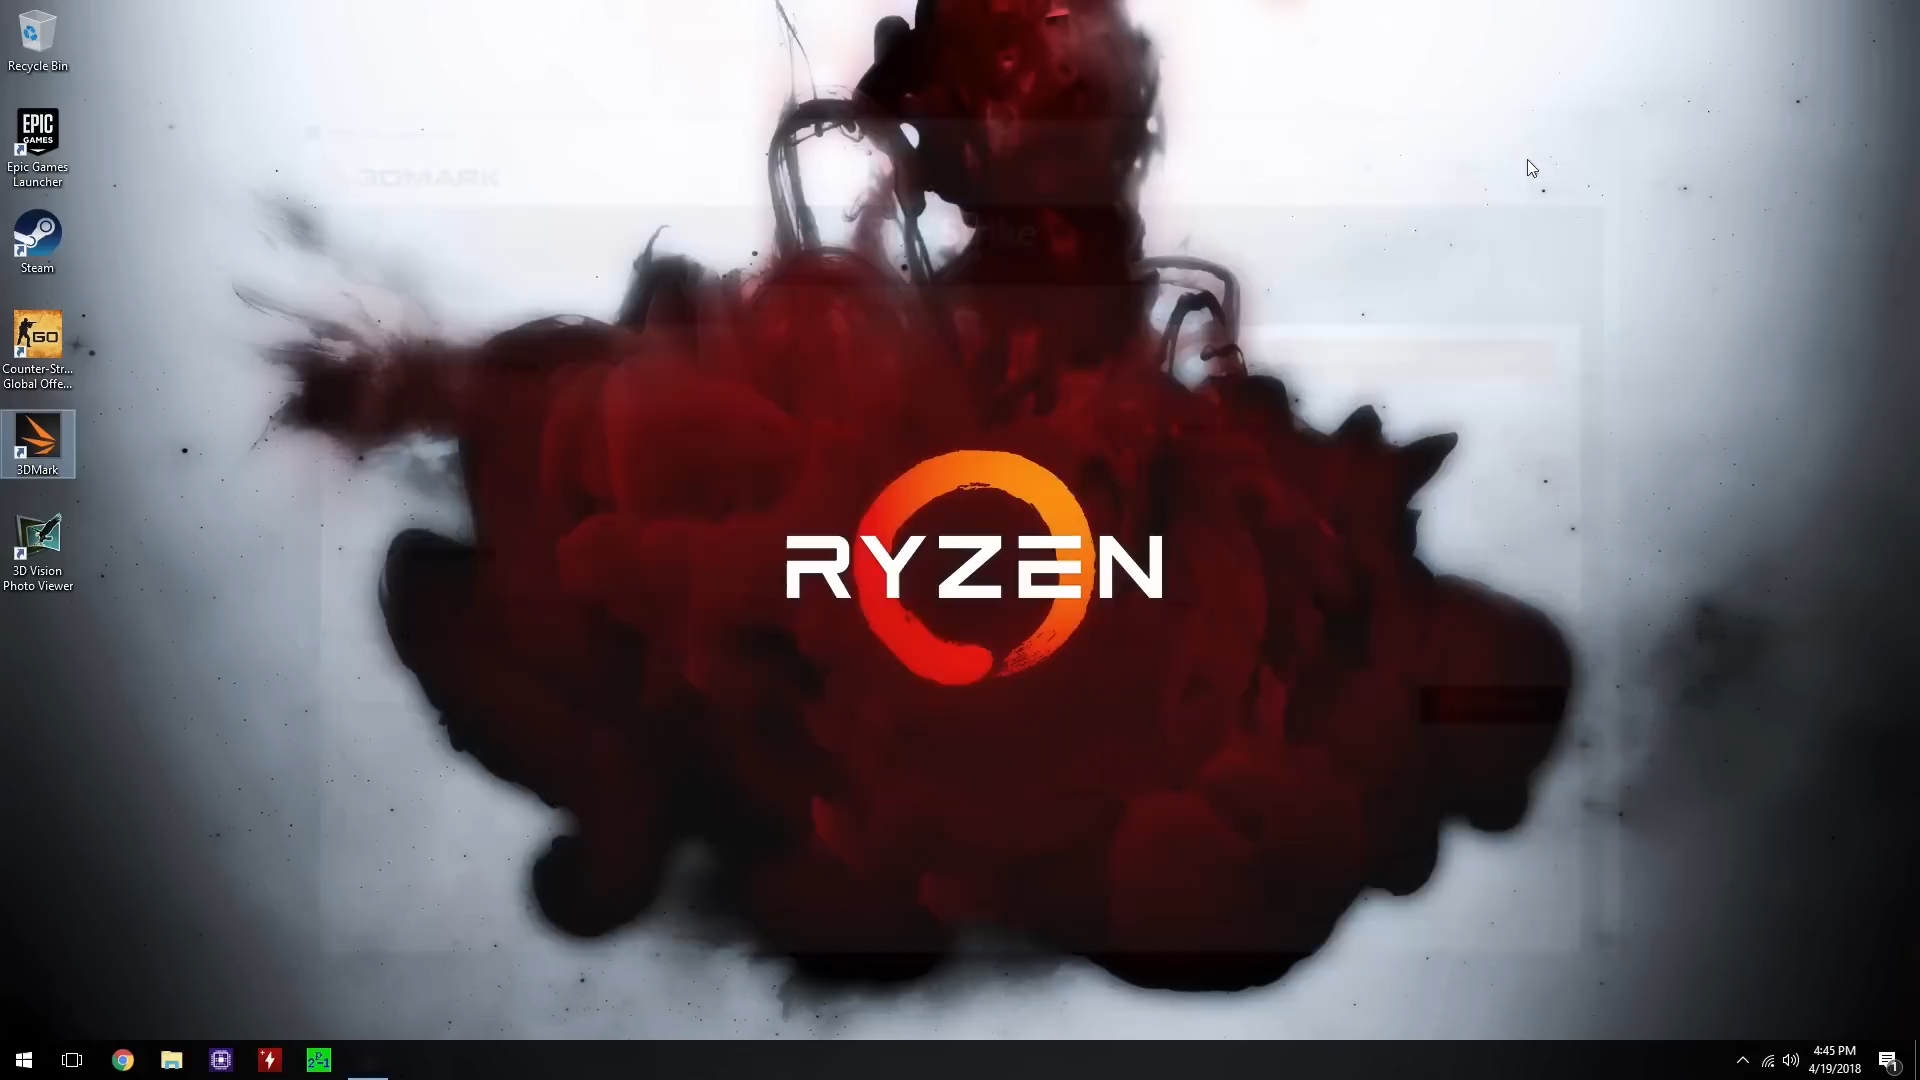 Recycle Bin
EPIC
GAMES
Epic Games
Launcher
Steam
GO
Counter-Str...
Global Offe...
3DMark
3D Vision
Photo Viewer
3DMARK
RYZEN
4:45 PM
4/19/2018
1